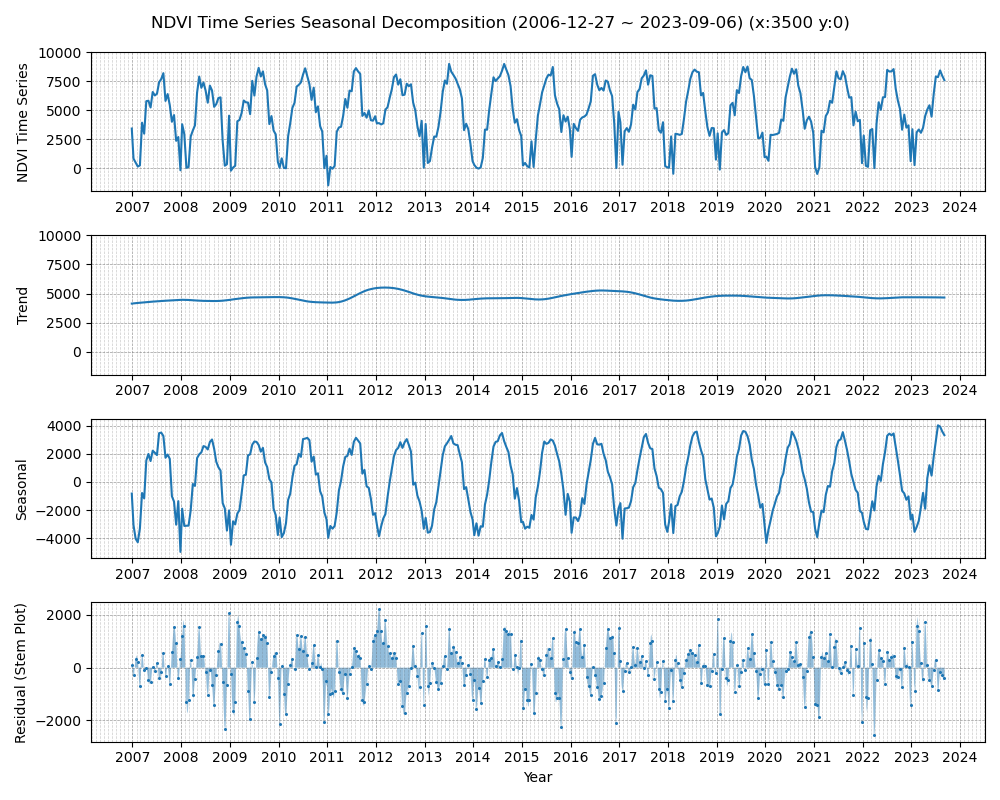 NDVI Time Series Seasonal Decomposition (2006-12-27 ~ 2023-09-06) (x:3500 y:0)
NDVI Time Series
10000
7500
5000
2500
0
2007 2008 2009 2010 2011 2012 2013 2014 2015 2016 2017 2018 2019 2020 2021 2022 2023 2024
Trend
10000
7500
5000
2500
0
2007 2008 2009 2010 2011 2012 2013 2014 2015 2016 2017 2018 2019 2020 2021 2022 2023 2024
Seasonal
4000
2000
0
−2000
−4000
2007 2008 2009 2010 2011 2012 2013 2014 2015 2016 2017 2018 2019 2020 2021 2022 2023 2024
Residual (Stem Plot)
2000
0
−2000
2007 2008 2009 2010 2011 2012 2013 2014 2015 2016 2017 2018 2019 2020 2021 2022 2023 2024
Year